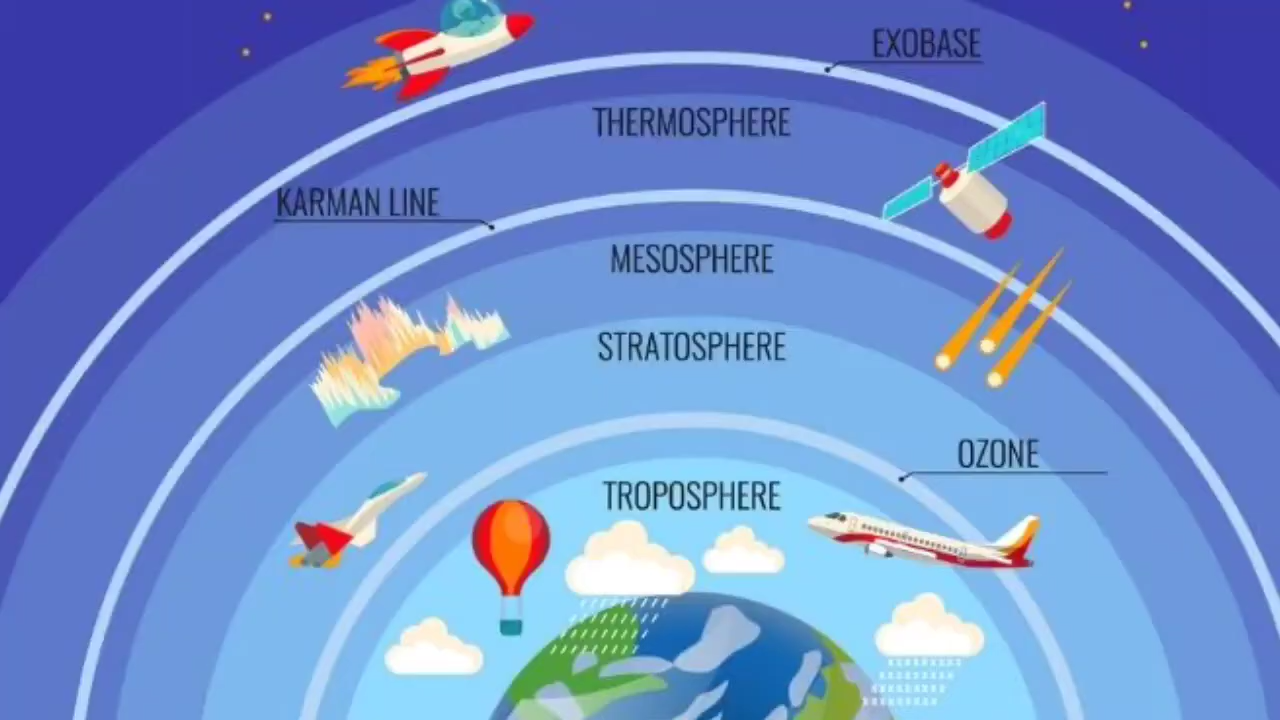 EXOBASE
THERMOSPHERE
KARMAN LINE
MESOSPHERE
STRATOSPHERE
OZONE
TROPOSPHERE